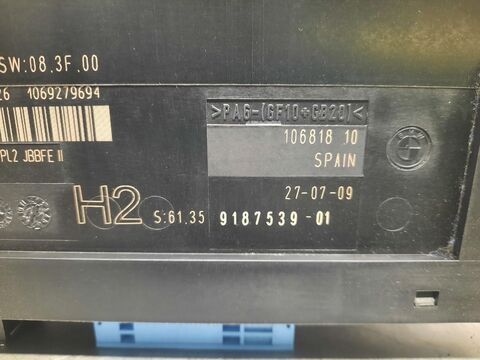 SW:08.3F.00
26 1069279694
>PA6-(GF10+GB20)<
106818 10
SPAIN
PL2 JBBFE II
27-07-09
H2 S:61.35 9187539-01